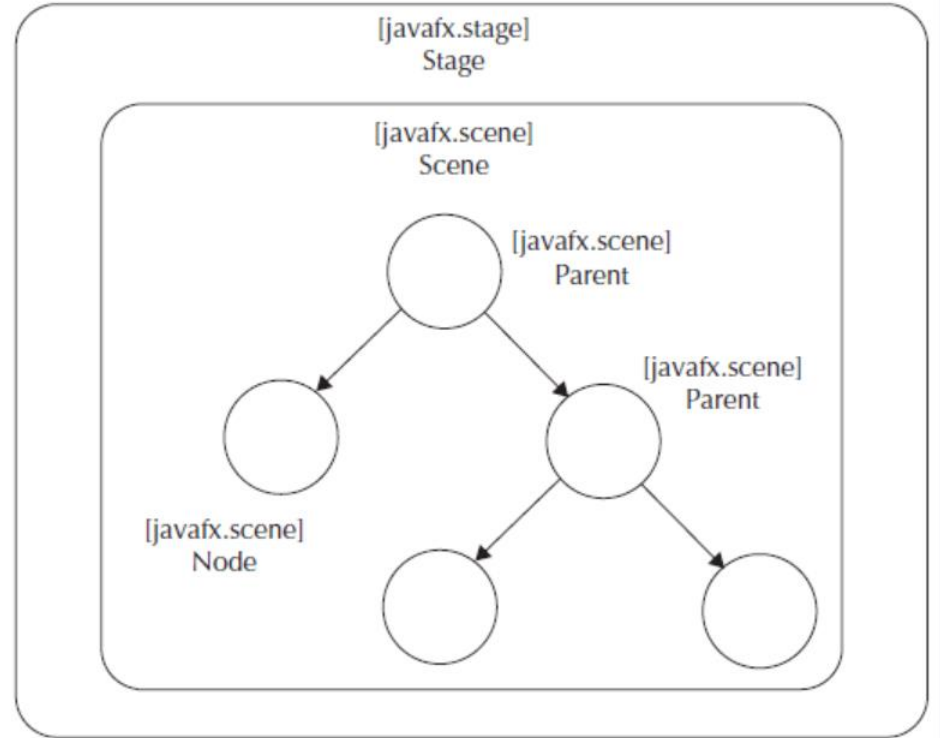 [javafx.stage]
Stage
[javafx.scene]
Scene
[javafx.scene]
Parent
[javafx.scene]
Parent
[javafx.scene]
Node